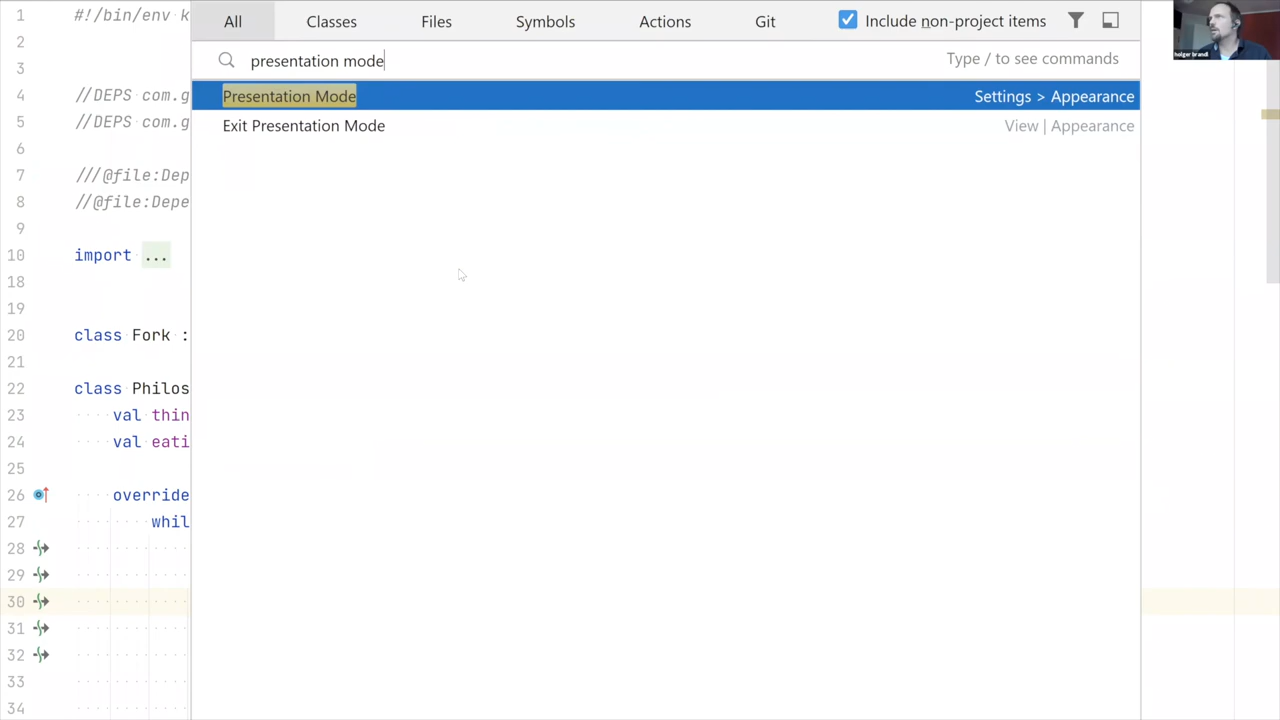 All Classes Files Symbols Actions Git Include non-project items
presentation mode Type / to see commands
Presentation Mode Settings > Appearance
Exit Presentation Mode View | Appearance
1 #!/bin/env k
2
3
4 //DEPS com.g
5 //DEPS com.g
6
7 ///@file:Dep
8 //@file:Depe
9
10 import ...
18
19
20 class Fork :
21
22 class Philos
23 val thin
24 val eati
25
26 override
27 whil
28
29
30
31
32
33
34
holger brandl